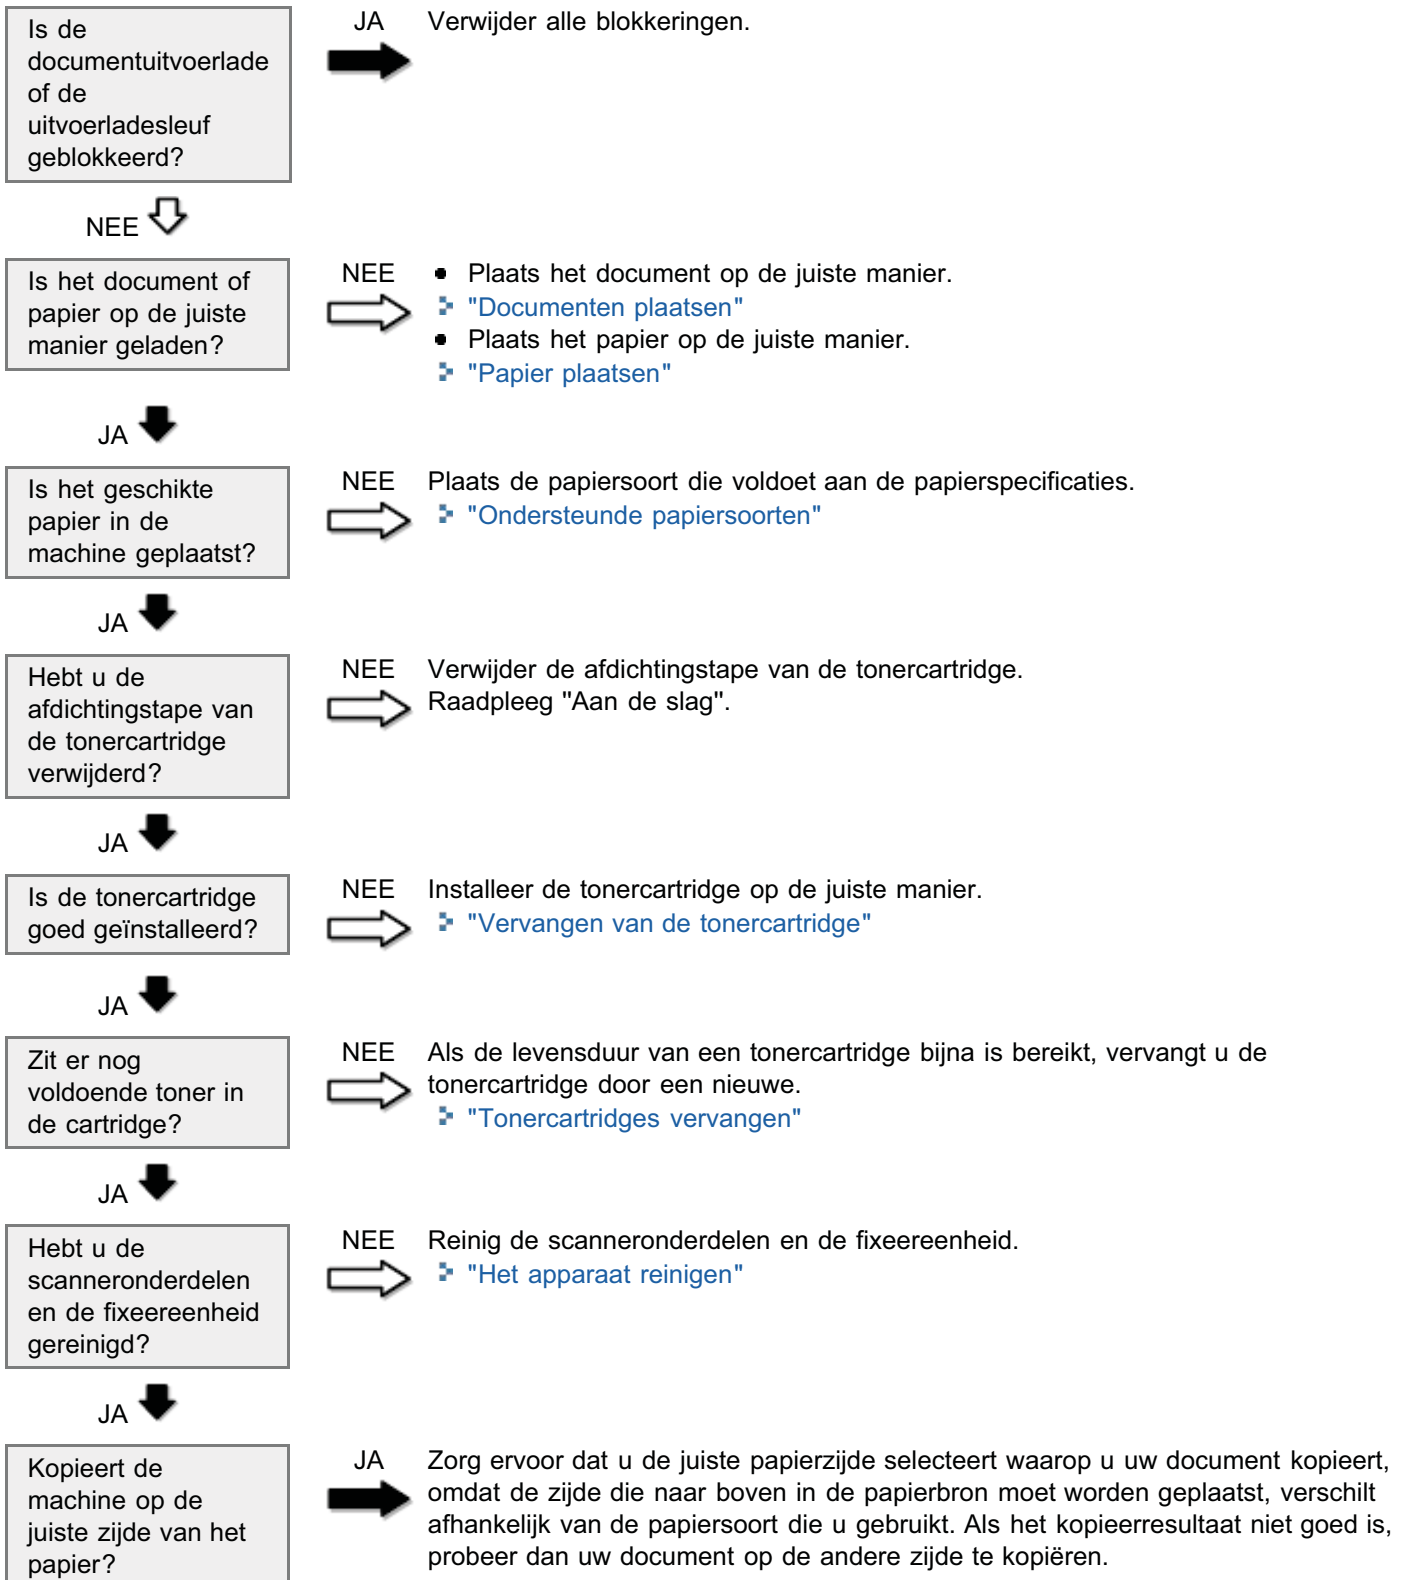 Is de
documentuitvoerlade
of de
uitvoerladesleuf
geblokkeerd?
JA
Verwijder alle blokkeringen.
NEE
Is het document of
papier op de juiste
manier geladen?
NEE
• Plaats het document op de juiste manier.
"Documenten plaatsen"
• Plaats het papier op de juiste manier.
"Papier plaatsen"
JA
Is het geschikte
papier in de
machine geplaatst?
NEE
Plaats de papiersoort die voldoet aan de papierspecificaties.
"Ondersteunde papiersoorten"
JA
Hebt u de
afdichtingstape van
de tonercartridge
verwijderd?
NEE
Verwijder de afdichtingstape van de tonercartridge.
Raadpleeg "Aan de slag".
JA
Is de tonercartridge
goed geïnstalleerd?
NEE
Installeer de tonercartridge op de juiste manier.
"Vervangen van de tonercartridge"
JA
Zit er nog
voldoende toner in
de cartridge?
NEE
Als de levensduur van een tonercartridge bijna is bereikt, vervangt u de
tonercartridge door een nieuwe.
"Tonercartridges vervangen"
JA
Hebt u de
scanneronderdelen
en de fixeereenheid
gereinigd?
NEE
Reinig de scanneronderdelen en de fixeereenheid.
"Het apparaat reinigen"
JA
Kopieert de
machine op de
juiste zijde van het
papier?
JA
Zorg ervoor dat u de juiste papierzijde selecteert waarop u uw document kopieert,
omdat de zijde die naar boven in de papierbron moet worden geplaatst, verschilt
afhankelijk van de papiersoort die u gebruikt. Als het kopieerresultaat niet goed is,
probeer dan uw document op de andere zijde te kopiëren.